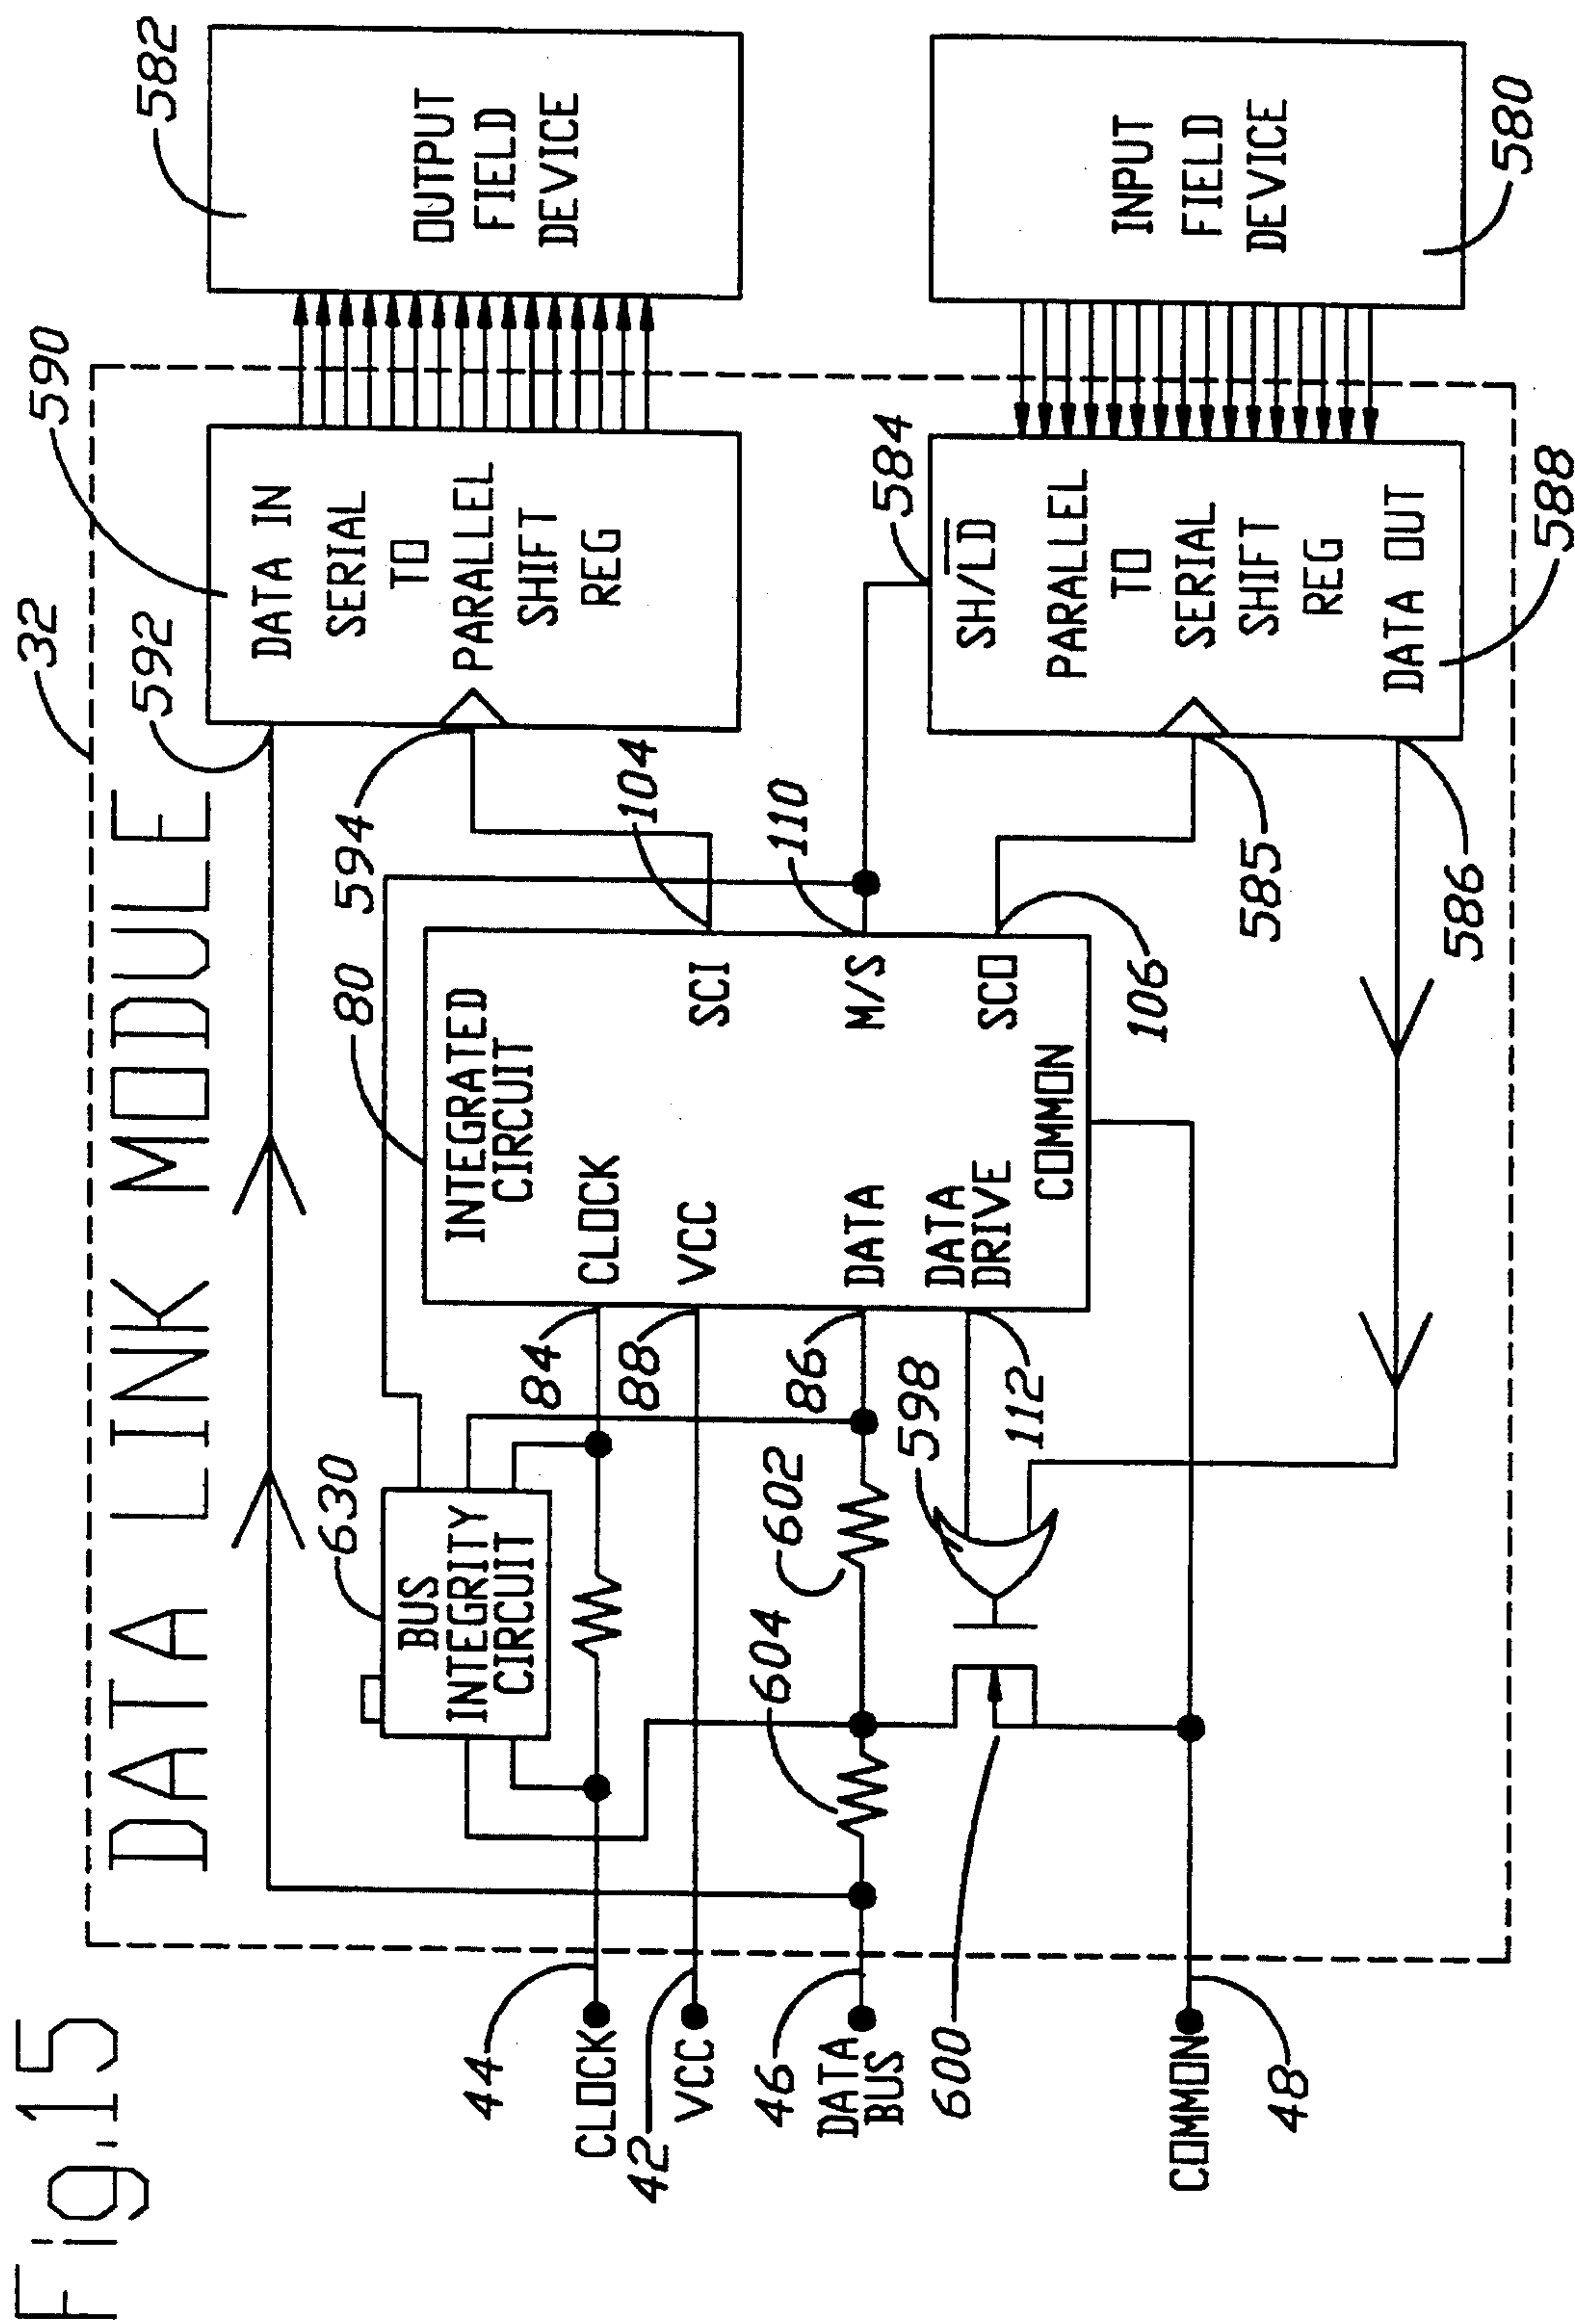 Fig.15
DATA LINK MODULE
32
590
592
582
DATA IN
SERIAL
TO
PARALLEL
SHIFT
REG
OUTPUT
FIELD
DEVICE
594
104
110
584
630
BUS
INTEGRITY
CIRCUIT
80
INTEGRATED
CIRCUIT
CLOCK
VCC
DATA
DATA
DRIVE
COMMON
SCI
M/S
SCO
84
88
86
598
112
106
602
604
44
CLOCK
42
VCC
46
DATA
BUS
600
COMMON
48
SH/LD
PARALLEL
TO
SERIAL
SHIFT
REG
DATA OUT
INPUT
FIELD
DEVICE
585
586
588
580